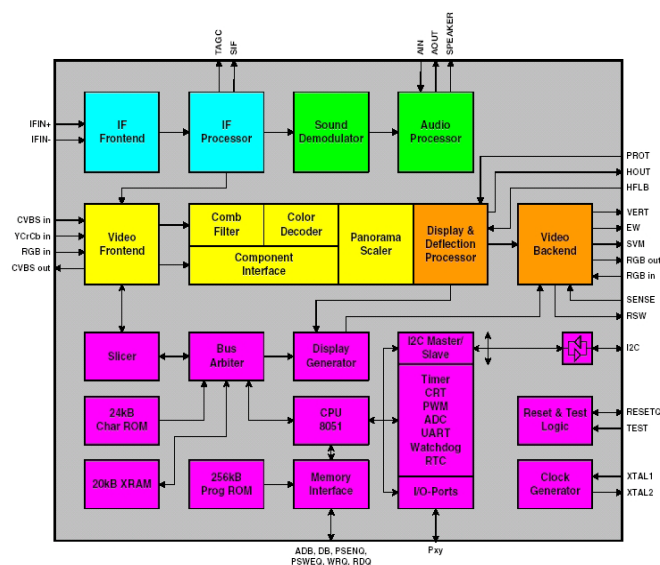 TAGC
SIF
AIN
AOUT
SPEAKER
IFIN+
IFIN-
IF
Frontend
IF
Processor
Sound
Demodulator
Audio
Processor
PROT
HOUT
HFLB
CVBS in
YCrCb in
RGB in
CVBS out
Video
Frontend
Comb
Filter
Color
Decoder
Component
Interface
Panorama
Scaler
Display &
Deflection
Processor
Video
Backend
VERT
EW
SVM
RGB out
RGB in
SENSE
RSW
Slicer
Bus
Arbiter
Display
Generator
I2C Master/
Slave
I2C
24kB
Char ROM
CPU
8051
Timer
CRT
PWM
ADC
UART
Watchdog
RTC
Reset & Test
Logic
RESETQ
TEST
20kB XRAM
256kB
Prog ROM
Memory
Interface
I/O-Ports
Clock
Generator
XTAL1
XTAL2
ADB, DB, PSENQ,
PSWEQ, WRQ, RDQ
Pxy